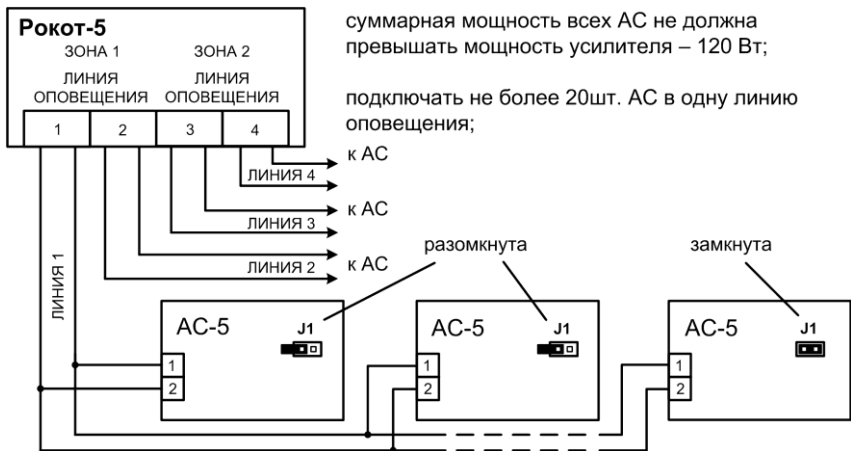 Рокот-5
ЗОНА 1
ЗОНА 2
ЛИНИЯ
ОПОВЕЩЕНИЯ
ЛИНИЯ
ОПОВЕЩЕНИЯ
1
2
3
4
суммарная мощность всех АС не должна
превышать мощность усилителя – 120 Вт;
подключать не более 20шт. АС в одну линию
оповещения;
к АС
ЛИНИЯ 4
к АС
ЛИНИЯ 3
к АС
ЛИНИЯ 2
ЛИНИЯ 1
разомкнута
замкнута
АС-5
J1
1
2
АС-5
J1
1
2
АС-5
J1
1
2